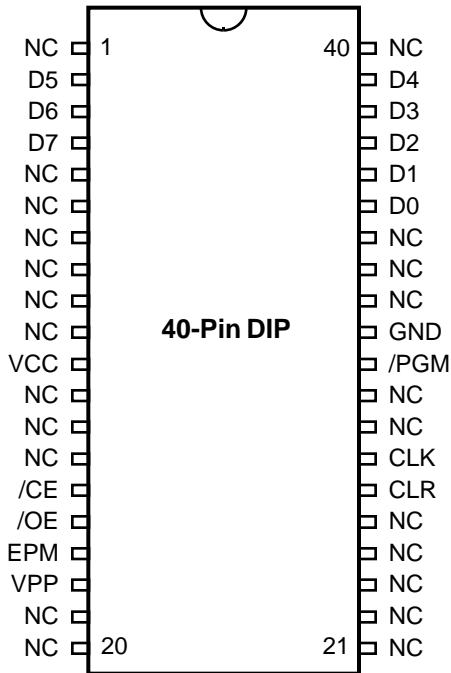 NC 1 40 NC
D5 D4
D6 D3
D7 D2
NC D1
NC D0
NC NC
NC NC
NC NC
NC 40-Pin DIP GND
VCC /PGM
NC NC
NC NC
NC CLK
/CE CLR
/OE NC
EPM NC
VPP NC
NC NC
NC 20 21 NC